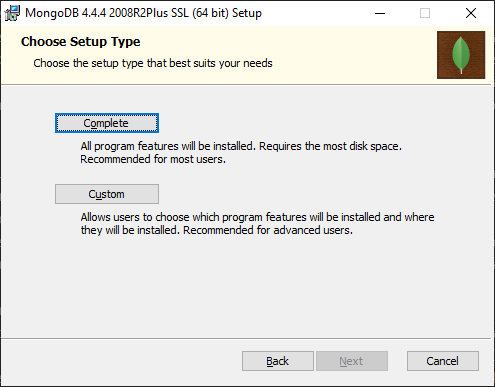 MongoDB 4.4.4 2008R2Plus SSL (64 bit) Setup
Choose Setup Type
Choose the setup type that best suits your needs
Complete
All program features will be installed. Requires the most disk space.
Recommended for most users.
Custom
Allows users to choose which program features will be installed and where
they will be installed. Recommended for advanced users.
Back Next Cancel